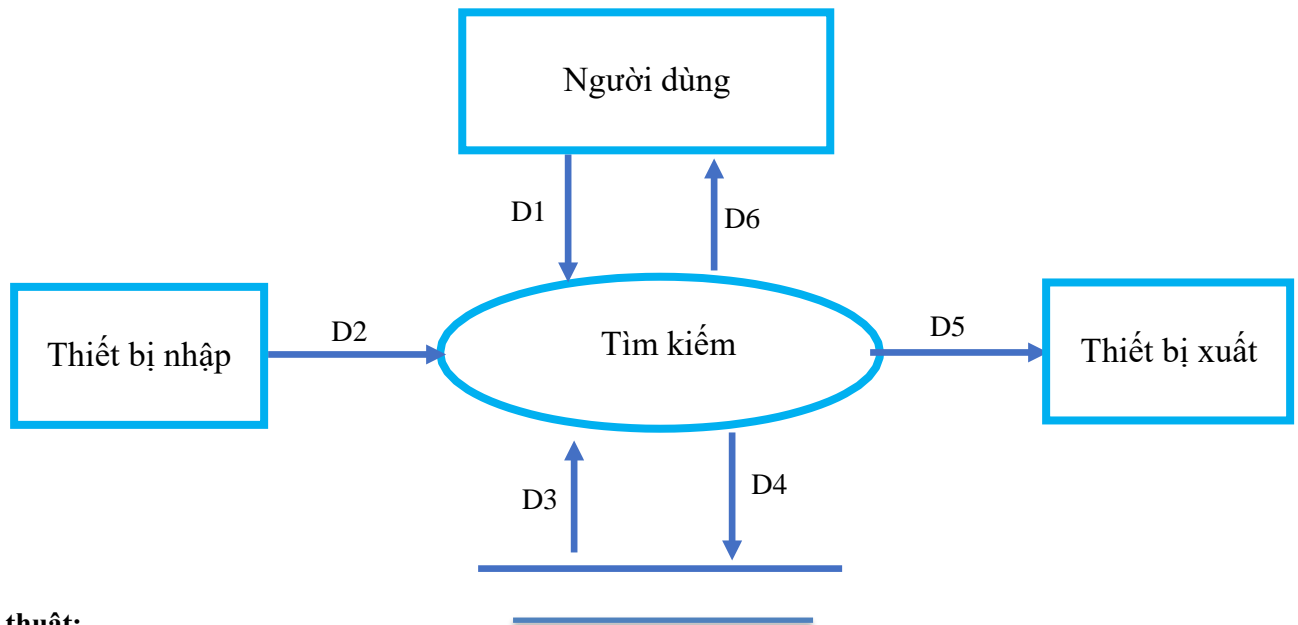 Người dùng
D1
D6
Thiết bị nhập
D2
Tìm kiếm
D5
Thiết bị xuất
D3
D4
thuật: